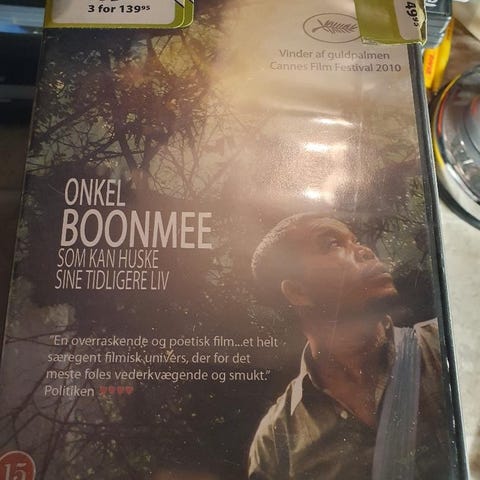 3 for 139⁹⁵
49⁹⁵
Vinder af guldpalmen
Cannes Film Festival 2010
ONKEL
BOONMEE
SOM KAN HUSKE
SINE TIDLIGERE LIV
"En overraskende og poetisk film...et helt
særegent filmisk univers, der for det
meste føles vederkvægende og smukt."
Politiken ♥♥♥♥
15